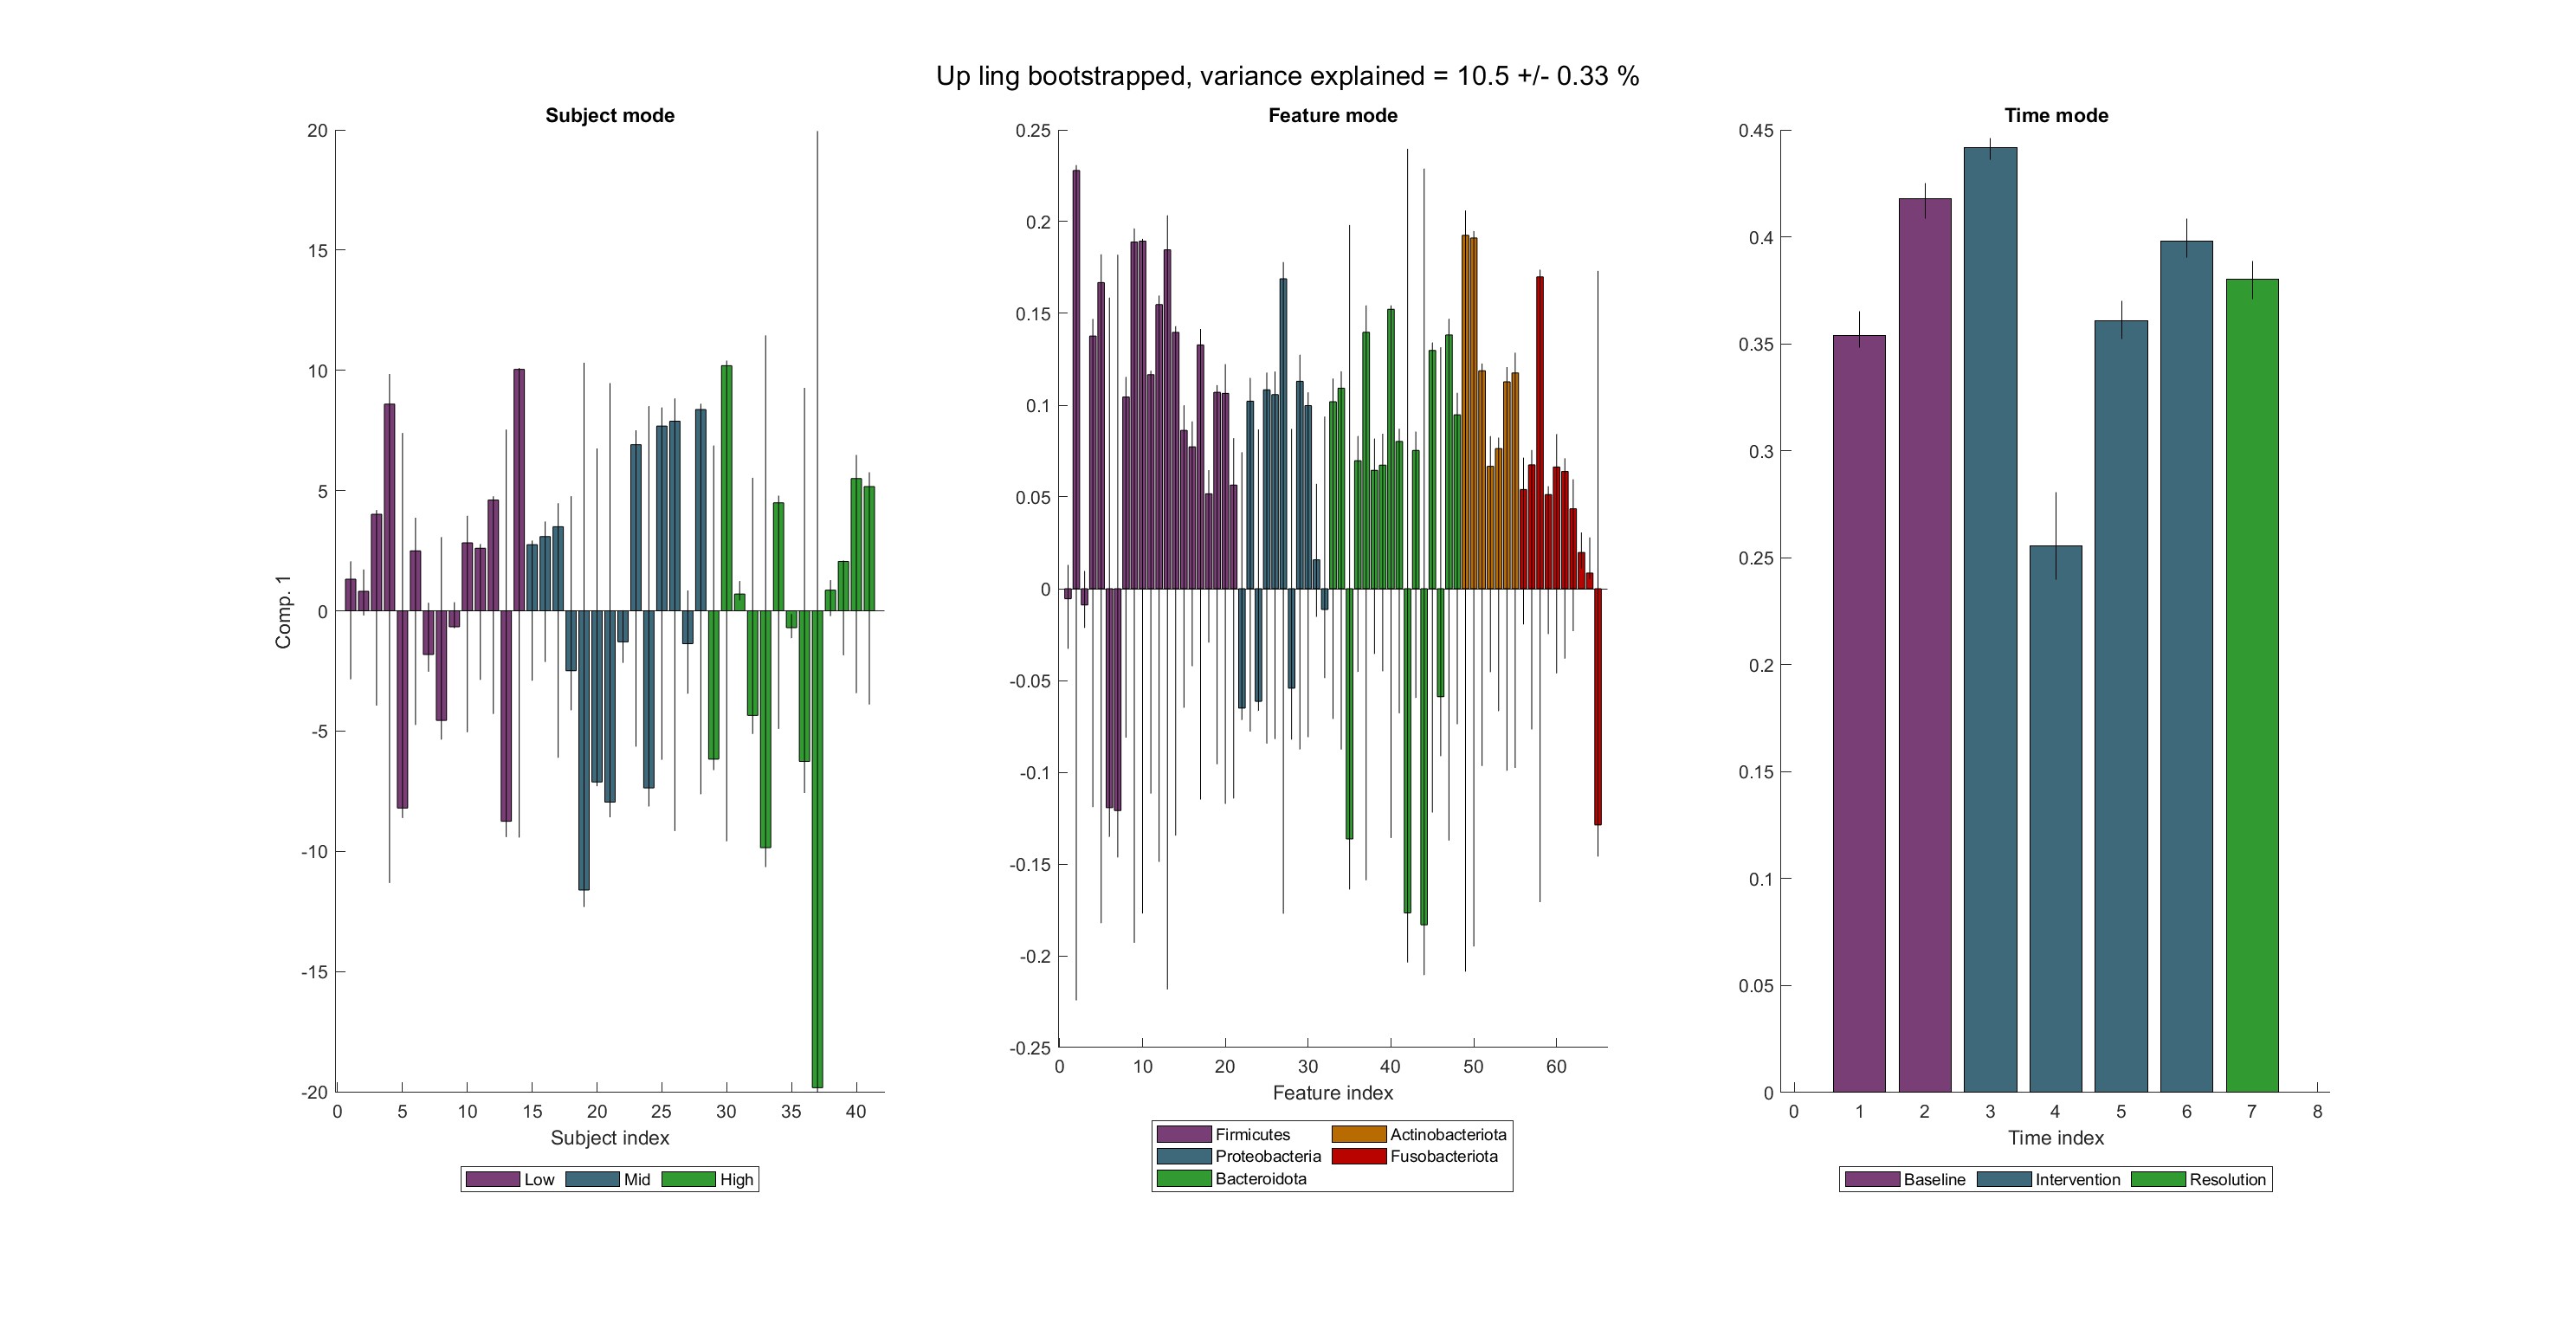 Up ling bootstrapped, variance explained = 10.5 +/- 0.33 %
Subject mode
20
15
10
5
0
-5
-10
-15
-20
Comp. 1
0 5 10 15 20 25 30 35 40
Subject index
Low Mid High
Feature mode
0.25
0.2
0.15
0.1
0.05
0
-0.05
-0.1
-0.15
-0.2
-0.25
0 10 20 30 40 50 60
Feature index
Firmicutes Actinobacteriota
Proteobacteria Fusobacteriota
Bacteroidota
Time mode
0.45
0.4
0.35
0.3
0.25
0.2
0.15
0.1
0.05
0
0 1 2 3 4 5 6 7 8
Time index
Baseline Intervention Resolution